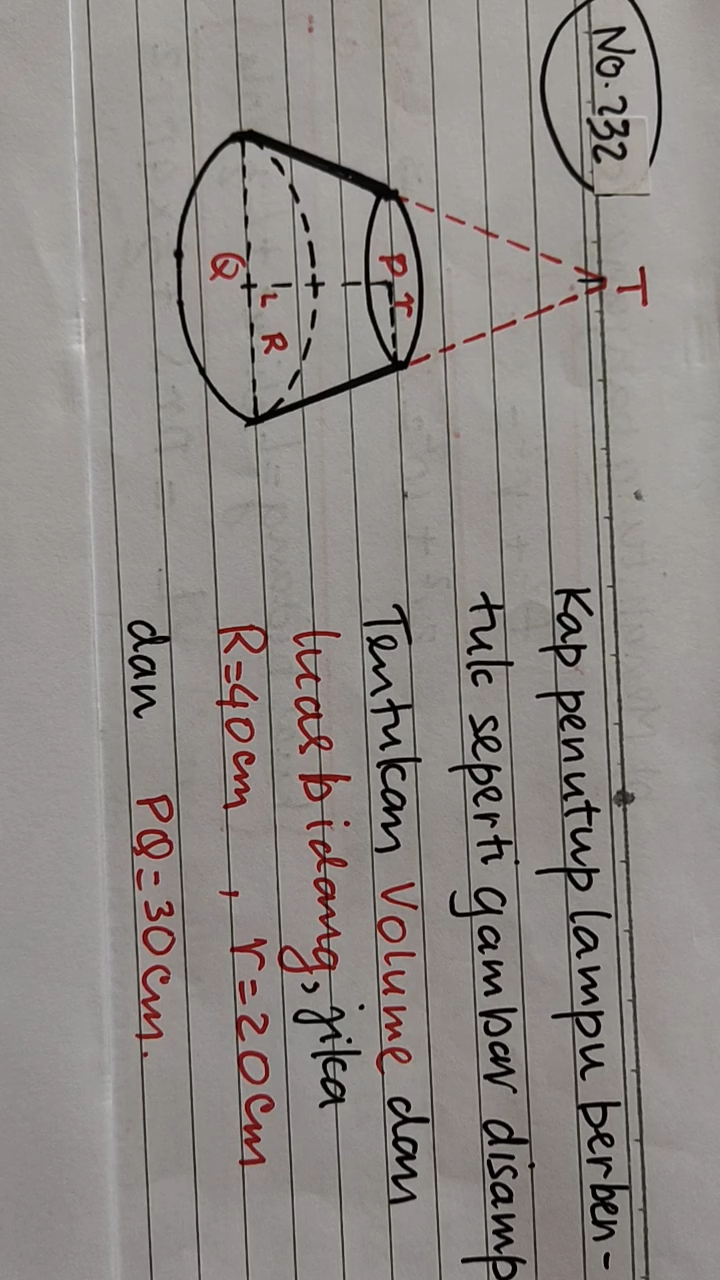 No.232
T
P r
Q R
Kap penutup lampu berben-
tuk seperti gambar disamp
Tentukan Volume dan
luas bidang, jika
R=40cm , r=20cm
dan PQ=30cm.